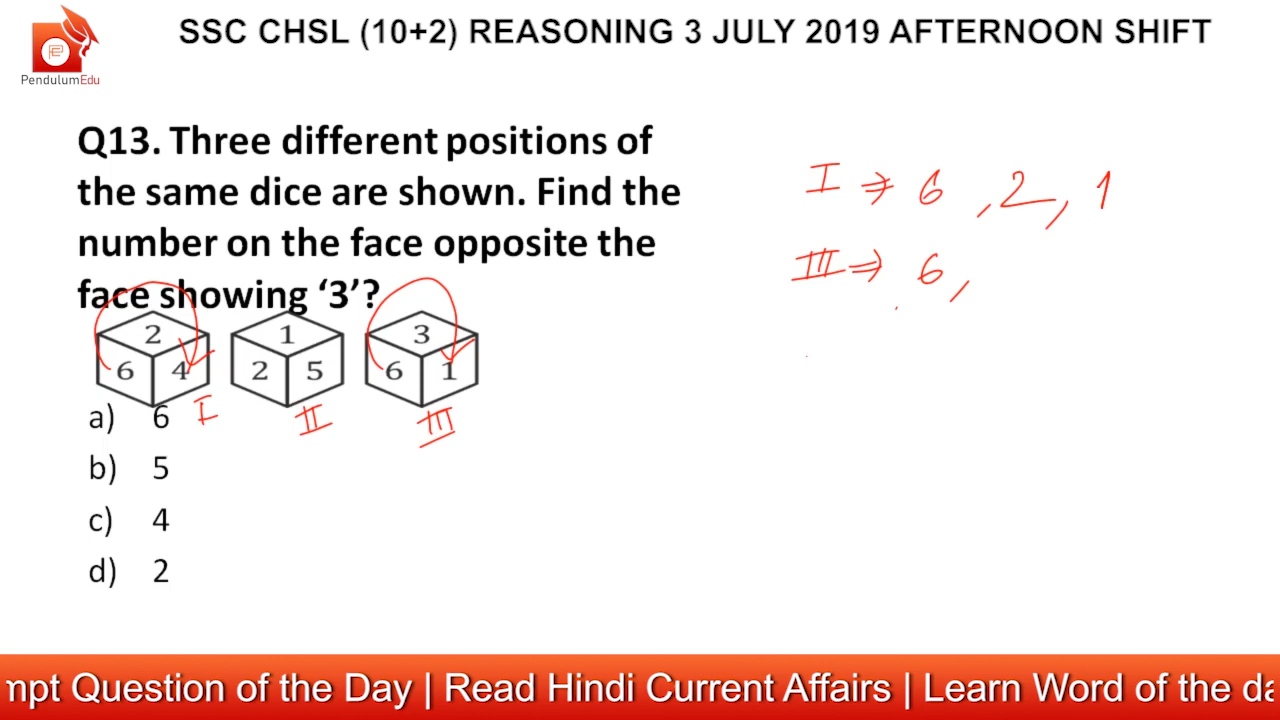 SSC CHSL (10+2) REASONING 3 JULY 2019 AFTERNOON SHIFT
PendulumEdu
Q13. Three different positions of
the same dice are shown. Find the
number on the face opposite the
face showing ‘3’?
2 1 3
6 4 2 5 6 1
I II III
a) 6
b) 5
c) 4
d) 2
I ⇒ 6 , 2, 1
III ⇒ 6 ,
mpt Question of the Day | Read Hindi Current Affairs | Learn Word of the da